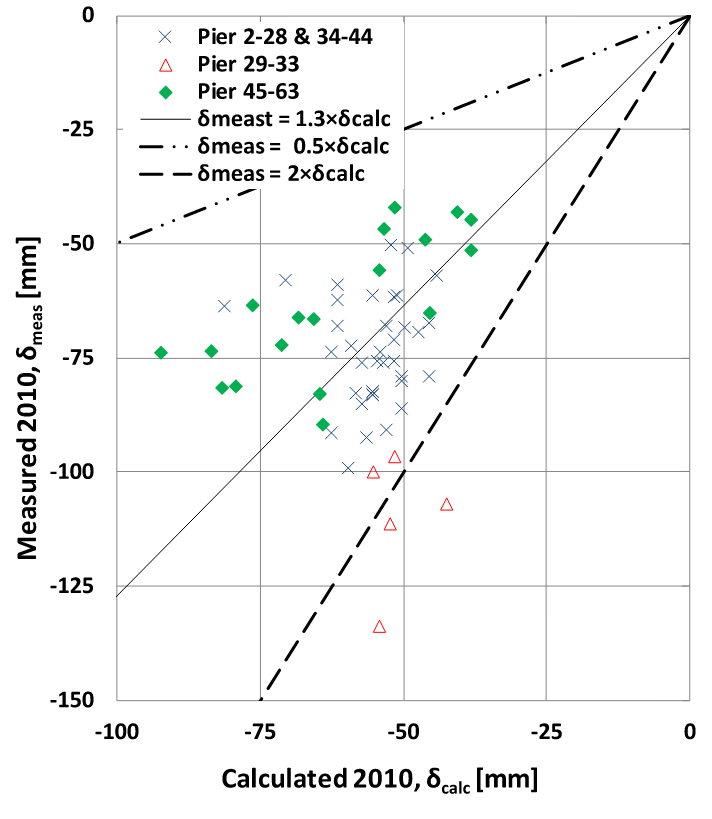 Pier 2-28 & 34-44
Pier 29-33
Pier 45-63
δmeast = 1.3×δcalc
δmeas =  0.5×δcalc
δmeas = 2×δcalc
0
-25
-50
-75
-100
-125
-150
Measured 2010, δmeas [mm]
-100
-75
-50
-25
0
Calculated 2010, δcalc [mm]